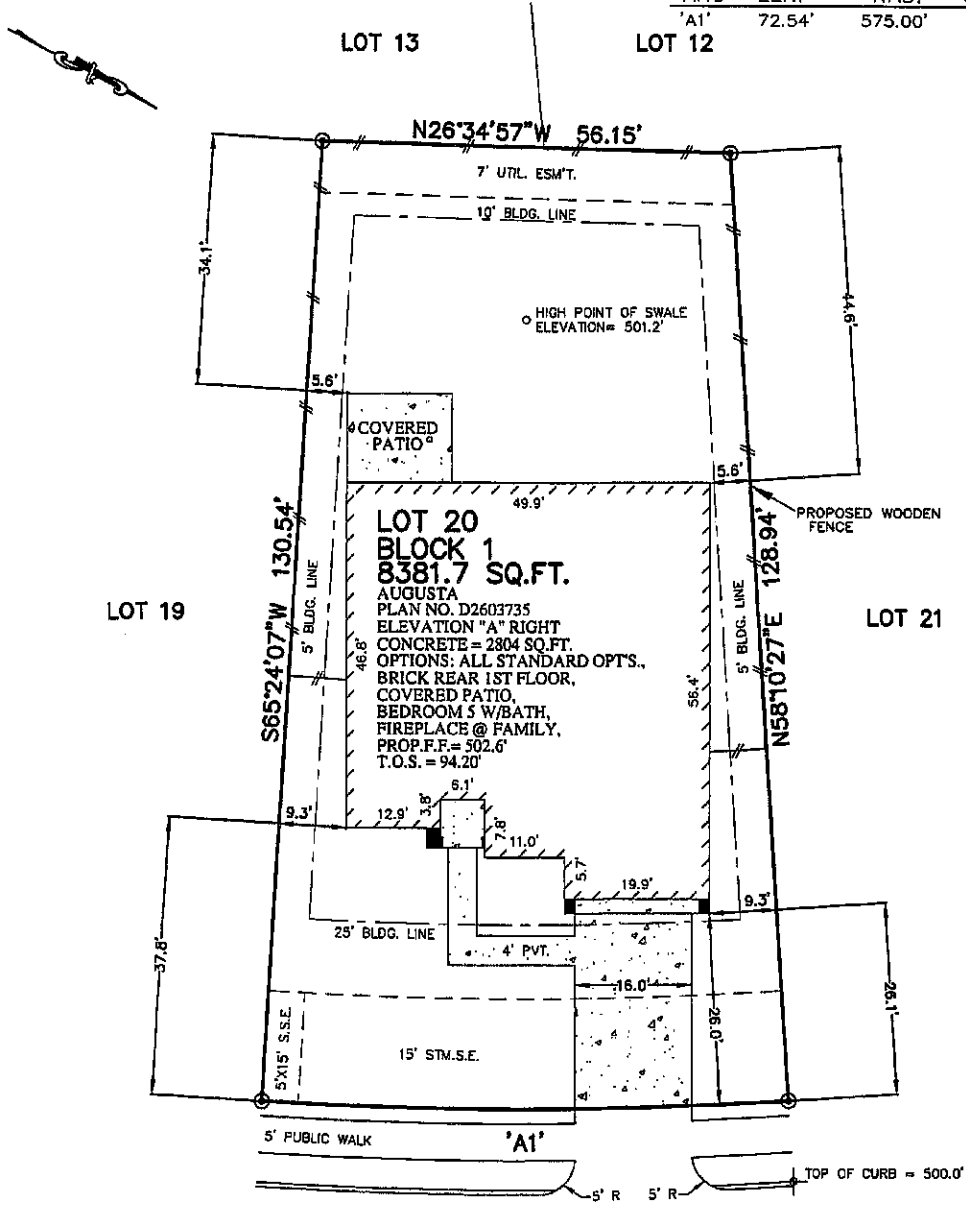 'A1' 72.54' 575.00'
LOT 13
LOT 12
N26°34'57"W 56.15'
7' UTIL. ESM'T.
10' BLDG. LINE
34.1'
44.6'
HIGH POINT OF SWALE
ELEVATION= 501.2'
5.6'
COVERED
PATIO
5.6'
49.9'
PROPOSED WOODEN
FENCE
LOT 20
BLOCK 1
8381.7 SQ.FT.
AUGUSTA
PLAN NO. D2603735
ELEVATION "A" RIGHT
CONCRETE = 2804 SQ.FT.
OPTIONS: ALL STANDARD OPT'S.,
BRICK REAR 1ST FLOOR,
COVERED PATIO,
BEDROOM 5 W/BATH,
FIREPLACE @ FAMILY,
PROP.F.F.= 502.6'
T.O.S. = 94.20'
S65°24'07"W 130.54'
5' BLDG. LINE
LOT 19
46.8'
56.4'
5' BLDG. LINE
N58°10'27"E 128.94'
LOT 21
6.1'
3.8'
12.9'
9.3'
7.8'
11.0'
5.7'
19.9'
9.3'
25' BLDG. LINE
4' PVT.
37.8'
16.0'
26.0'
26.1'
5'X15' S.S.E.
15' STM.S.E.
5' PUBLIC WALK
'A1'
TOP OF CURB = 500.0'
5' R
5' R